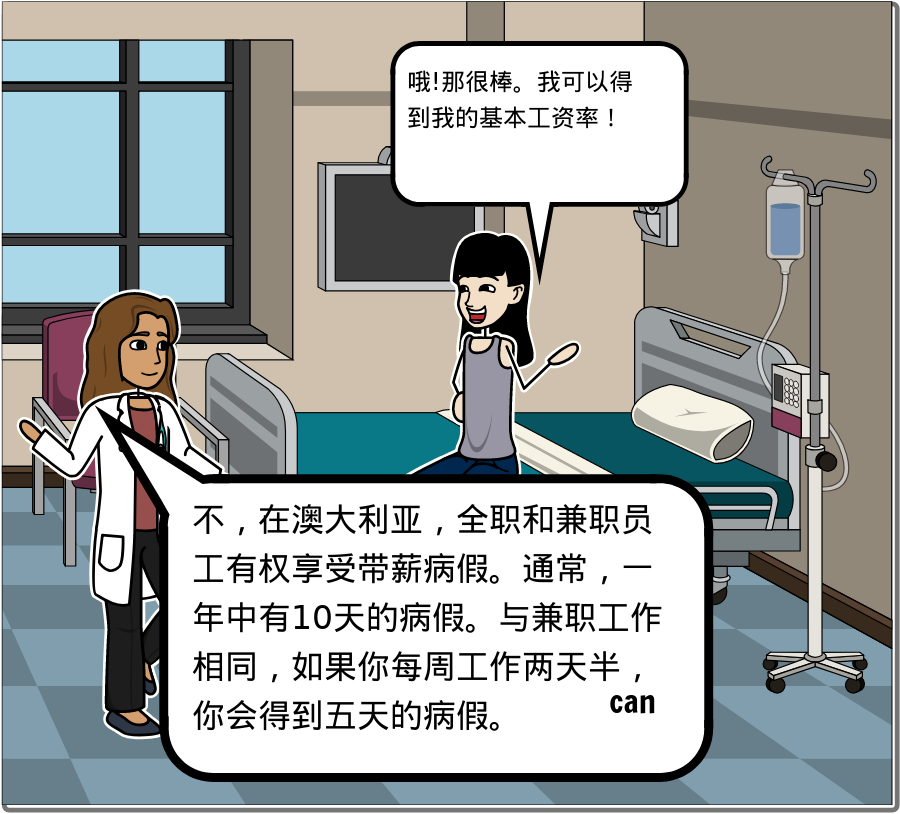 哦!那很棒。我可以得
到我的基本工资率！
不，在澳大利亚，全职和兼职员
工有权享受带薪病假。通常，一
年中有10天的病假。与兼职工作
相同，如果你每周工作两天半，
你会得到五天的病假。
can